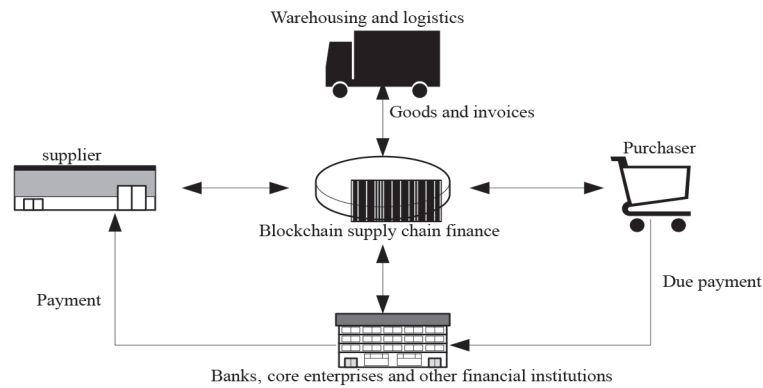 Warehousing and logistics
Goods and invoices
supplier
Purchaser
Blockchain supply chain finance
Due payment
Payment
Banks, core enterprises and other financial institutions